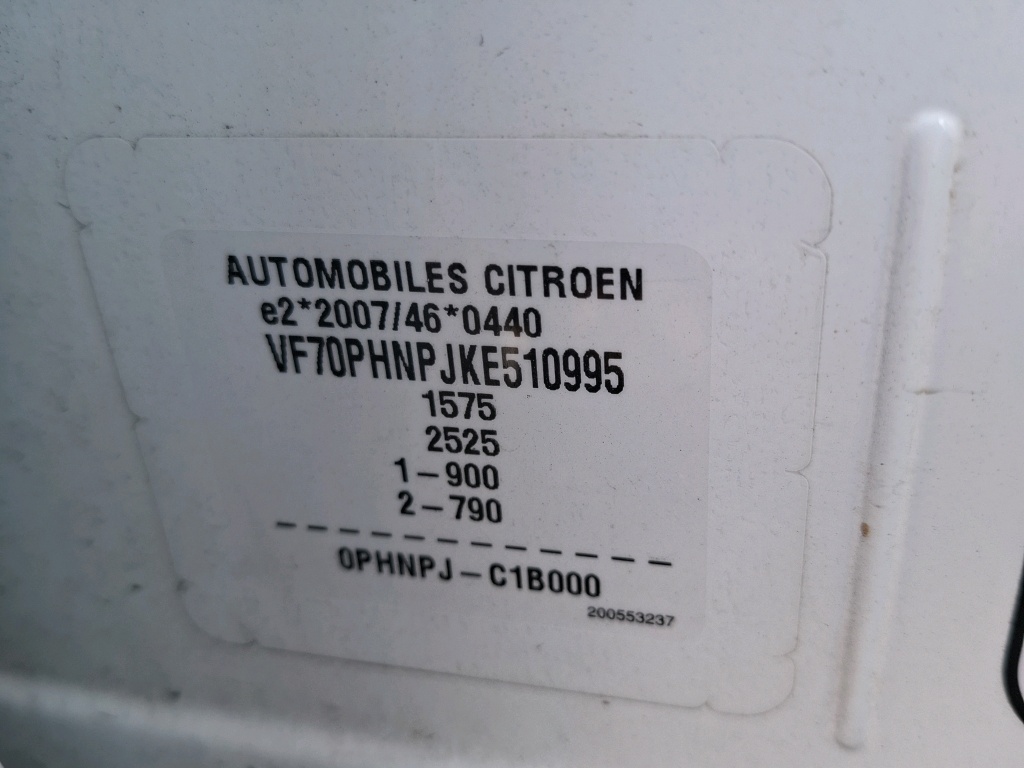 AUTOMOBILES CITROEN
e2*2007/46*0440
VF70PHNPJKE510995
1575
2525
1-900
2-790
- - - - - - - - - - - - -
0PHNPJ-C1B000
200553237